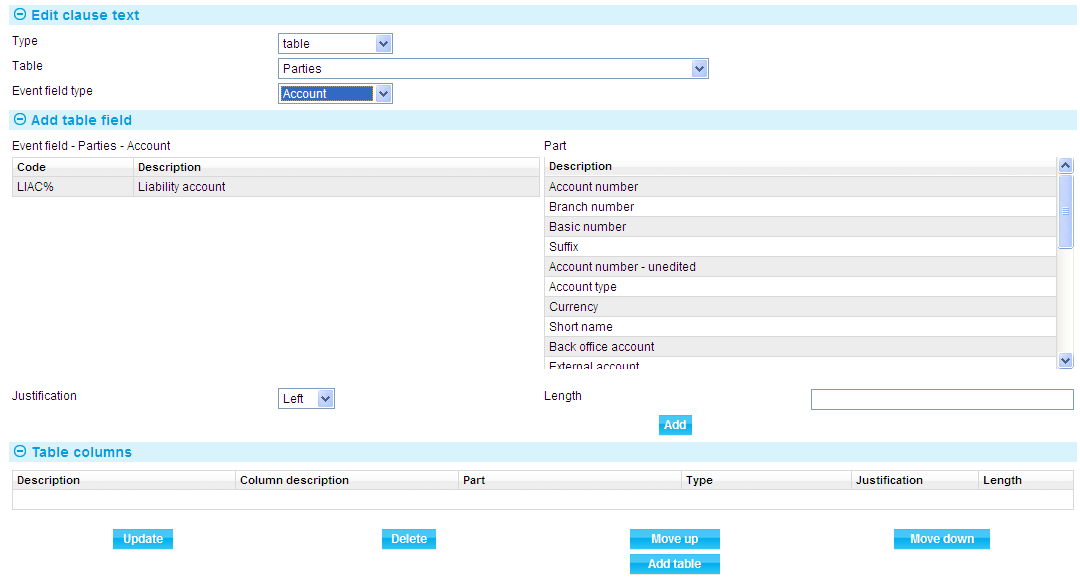 Edit clause text
Type table
Table Parties
Event field type Account
Add table field
Event field - Parties - Account Part
Code Description Description
LIAC% Liability account Account number
Branch number
Basic number
Suffix
Account number - unedited
Account type
Currency
Short name
Back office account
External account
Justification Left Length
Add
Table columns
Description Column description Part Type Justification Length
Update Delete Move up Move down
Add table